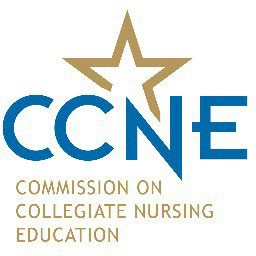 CCNE
COMMISSION ON
COLLEGIATE NURSING
EDUCATION